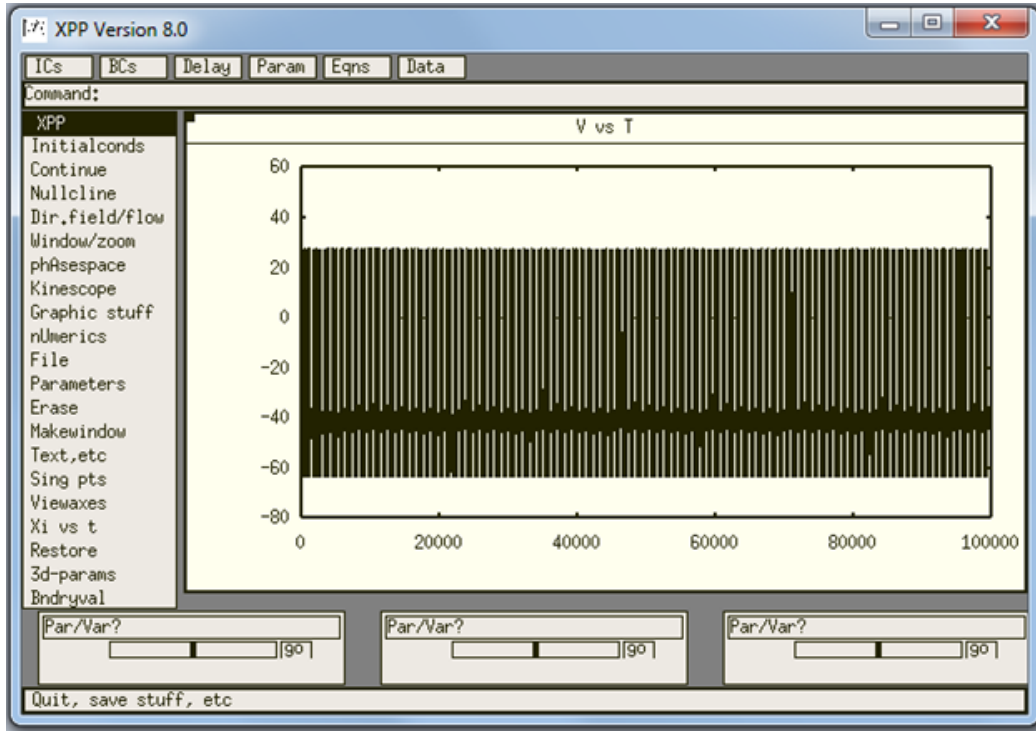 XPP Version 8.0
ICs BCs Delay Param Eqns Data
Command:
XPP
Initialconds
Continue
Nullcline
Dir.field/flow
Window/zoom
phAsespace
Kinescope
Graphic stuff
nUmerics
File
Parameters
Erase
Makewindow
Text,etc
Sing pts
Viewaxes
Xi vs t
Restore
3d-params
Bndryval
V vs T
60
40
20
0
-20
-40
-60
-80
0 20000 40000 60000 80000 100000
Par/Var? Par/Var? Par/Var?
Quit, save stuff, etc